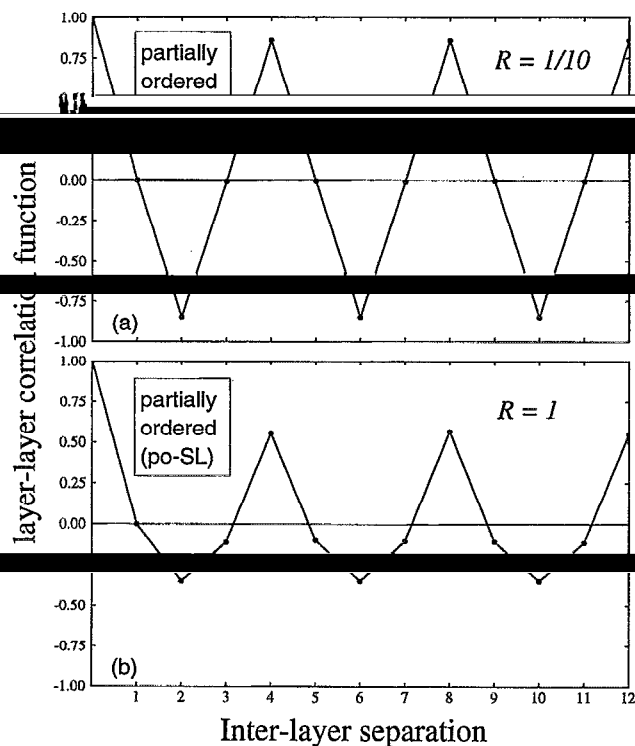 1.00
0.75
partially
ordered
R = 1/10
0.00
-0.25
-0.50
-0.75
-1.00
(a)
1.00
0.75
0.50
0.25
0.00
-0.50
-0.75
-1.00
partially
ordered
(po-SL)
R = 1
(b)
1 2 3 4 5 6 7 8 9 10 11 12
Inter-layer separation
layer-layer correlation function